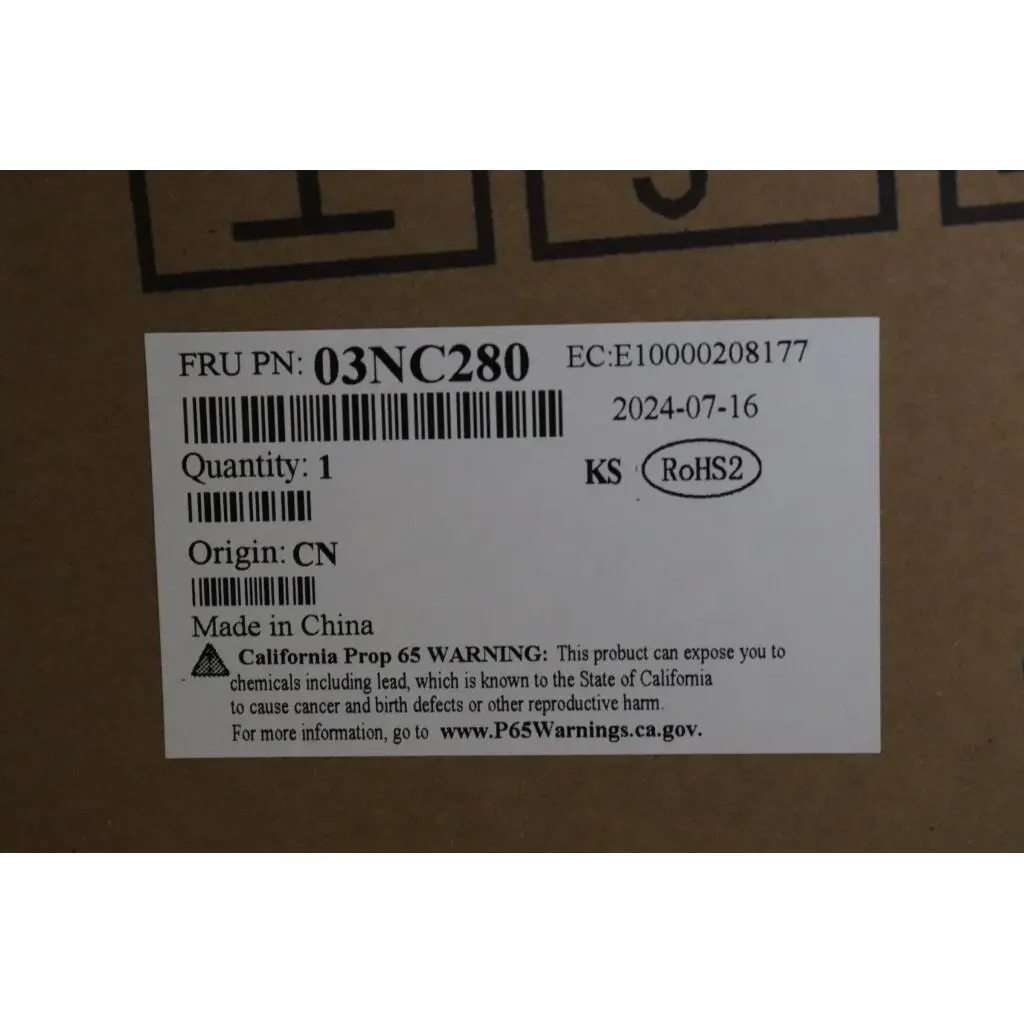 FRU PN: 03NC280 EC:E10000208177
2024-07-16
Quantity: 1
KS RoHS2
Origin: CN
Made in China
California Prop 65 WARNING: This product can expose you to
chemicals including lead, which is known to the State of California
to cause cancer and birth defects or other reproductive harm.
For more information, go to www.P65Warnings.ca.gov.